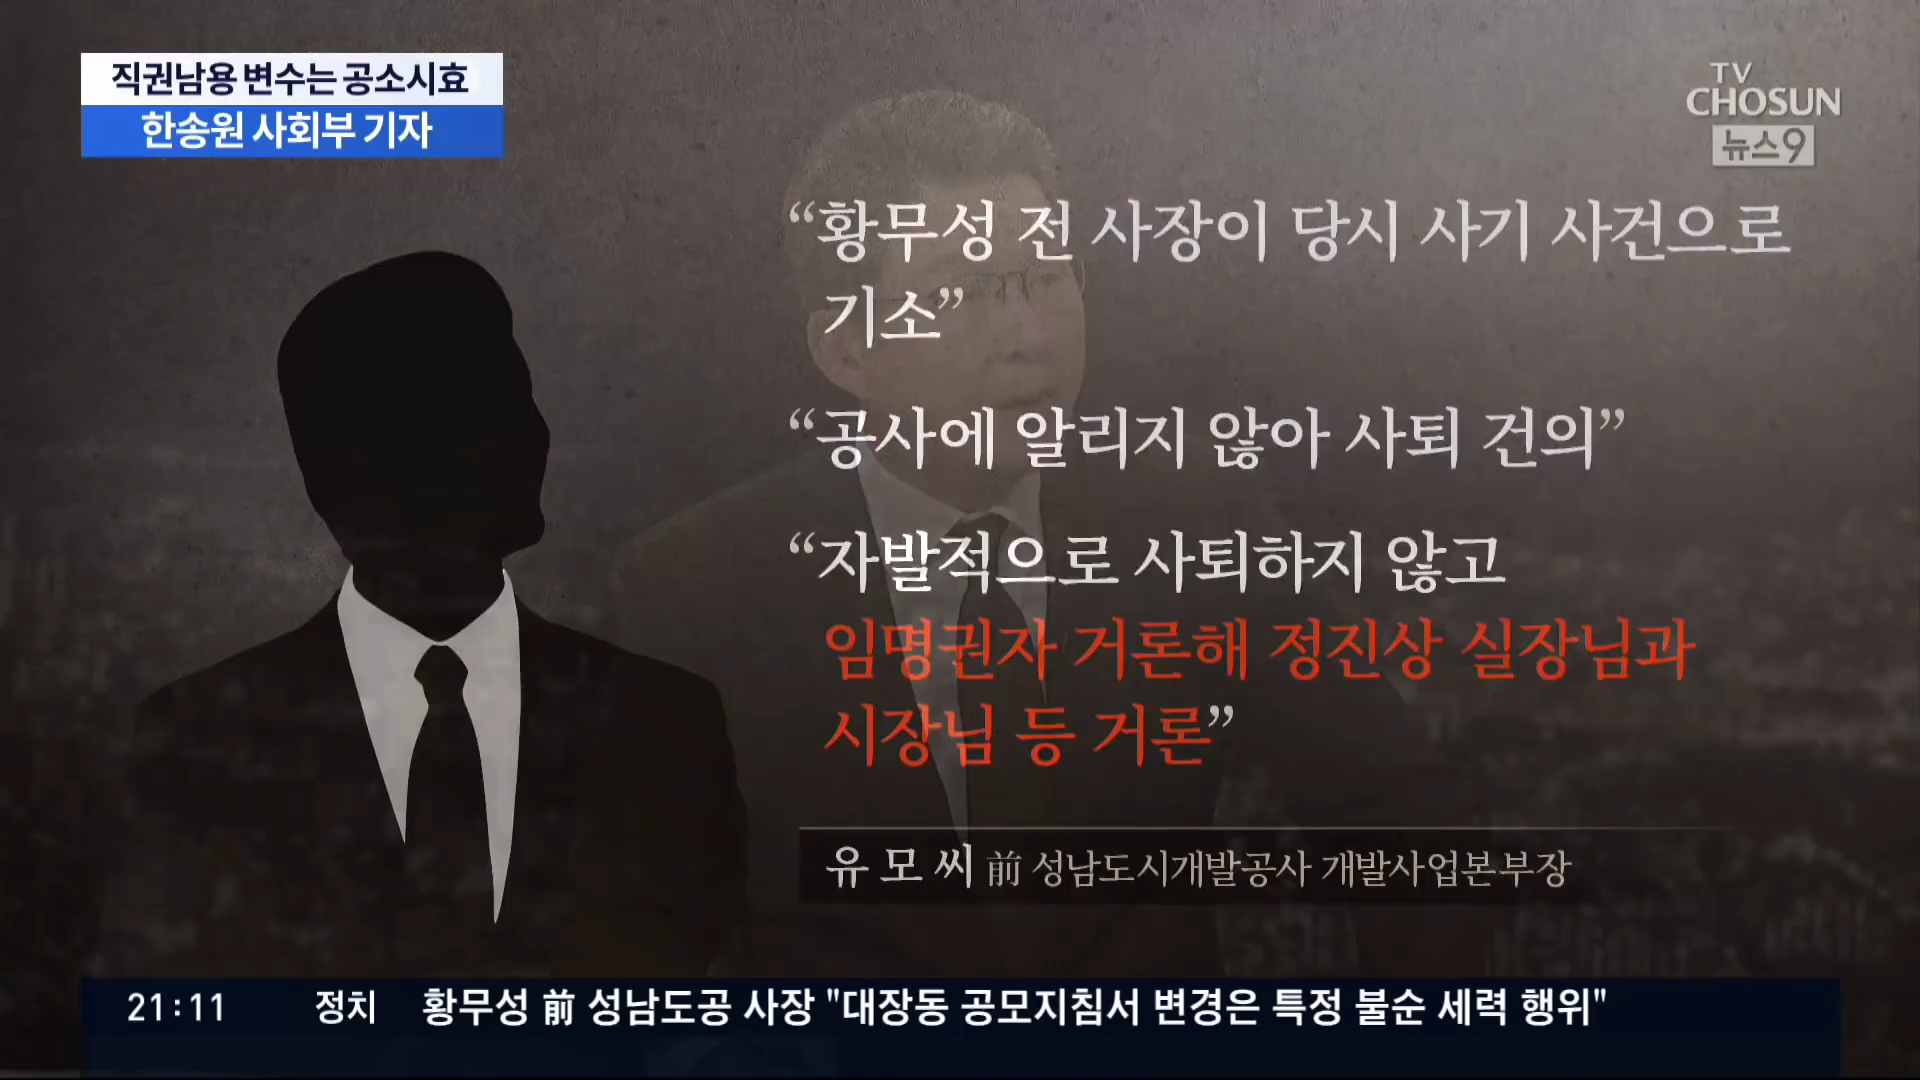 직권남용 변수는 공소시효
한송원 사회부 기자
TV
CHOSUN
뉴스9
“황무성 전 사장이 당시 사기 사건으로
기소”
“공사에 알리지 않아 사퇴 건의”
“자발적으로 사퇴하지 않고
임명권자 거론해 정진상 실장님과
시장님 등 거론”
유 모 씨 前 성남도시개발공사 개발사업본부장
21:11 정치 황무성 前 성남도공 사장 "대장동 공모지침서 변경은 특정 불순 세력 행위"